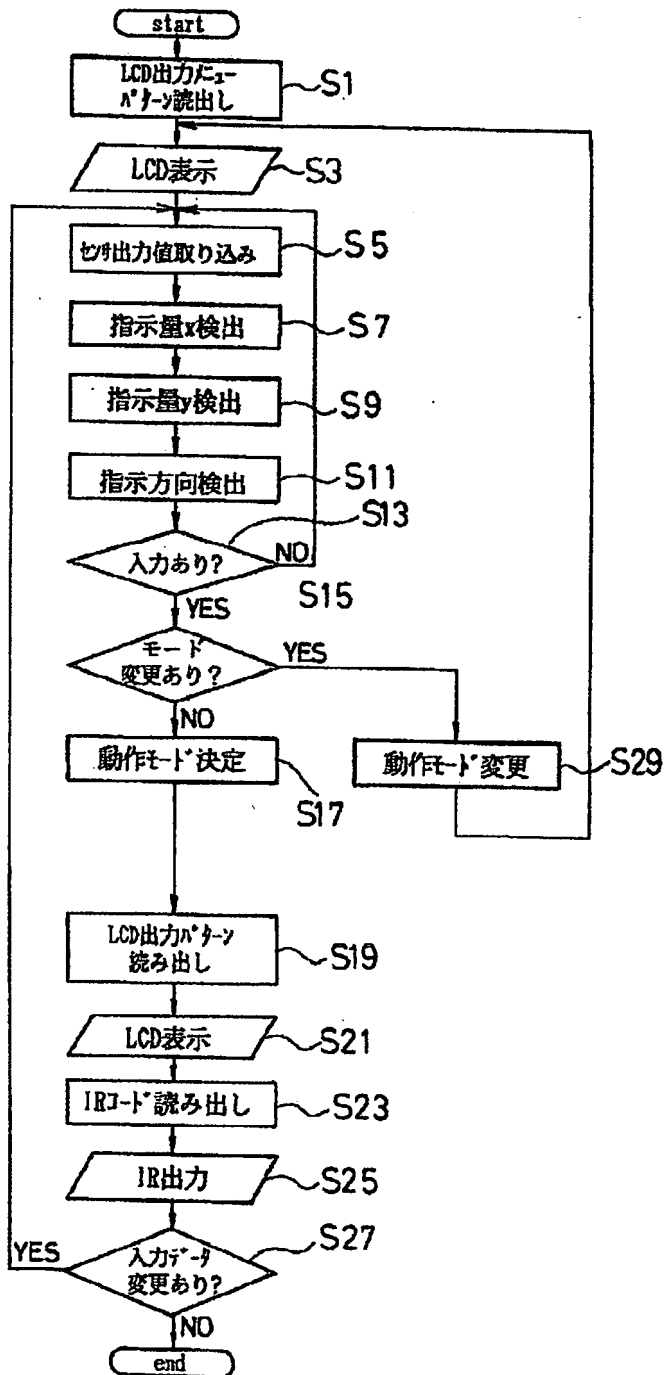 start
LCD出力メニュー
パターン読出し
S1
LCD表示
S3
センサ出力値取り込み
S5
指示量x検出
S7
指示量y検出
S9
指示方向検出
S11
S13
入力あり?
NO
S15
YES
モード
変更あり?
YES
NO
動作モード決定
S17
動作モード変更
S29
LCD出力パターン
読み出し
S19
LCD表示
S21
IRコード読み出し
S23
IR出力
S25
S27
YES
入力データ
変更あり?
NO
end